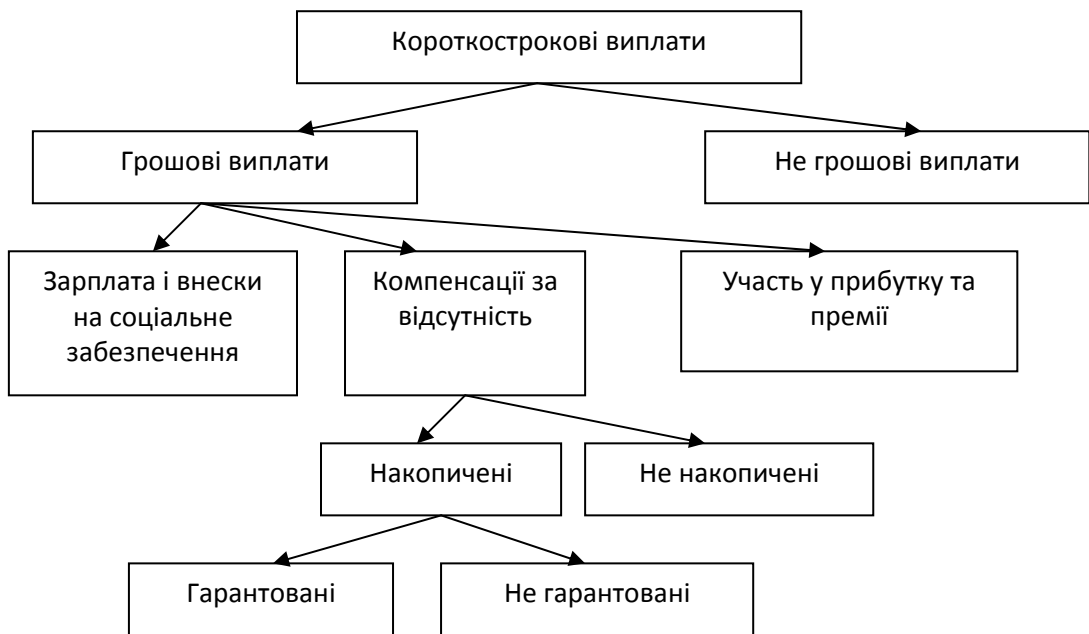 Короткострокові виплати
Грошові виплати
Не грошові виплати
Зарплата і внески
на соціальне
забезпечення
Компенсації за
відсутність
Участь у прибутку та
премії
Накопичені
Не накопичені
Гарантовані
Не гарантовані